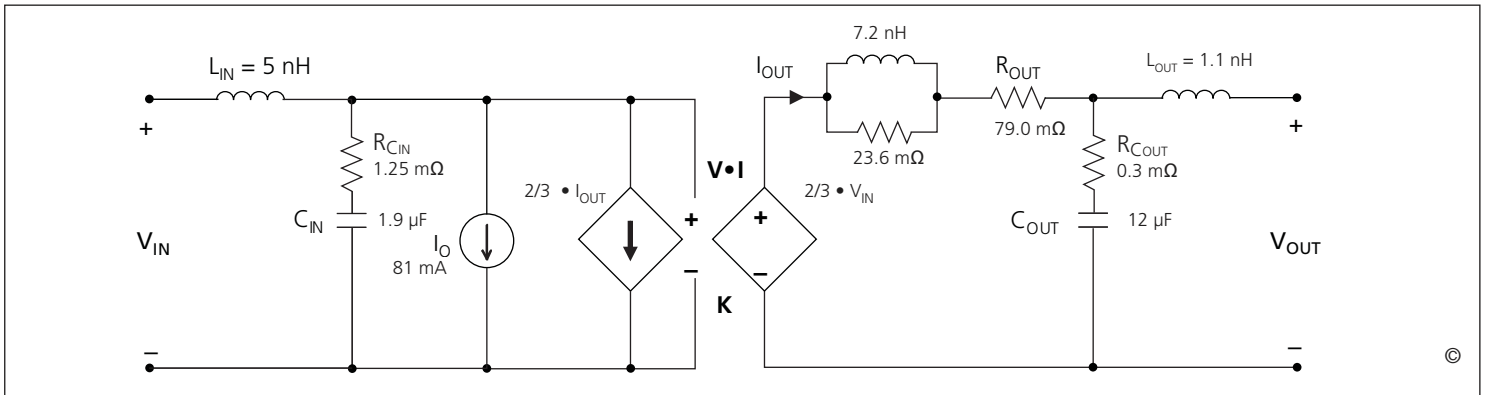 L_IN = 5 nH
+
V_IN
−
R_CIN
1.25 mΩ
C_IN
1.9 µF
I_O
81 mA
2/3 • I_OUT
V•I
+
−
K
2/3 • V_IN
+
−
I_OUT
7.2 nH
23.6 mΩ
R_OUT
79.0 mΩ
L_OUT = 1.1 nH
R_COUT
0.3 mΩ
C_OUT
12 µF
+
V_OUT
−
©